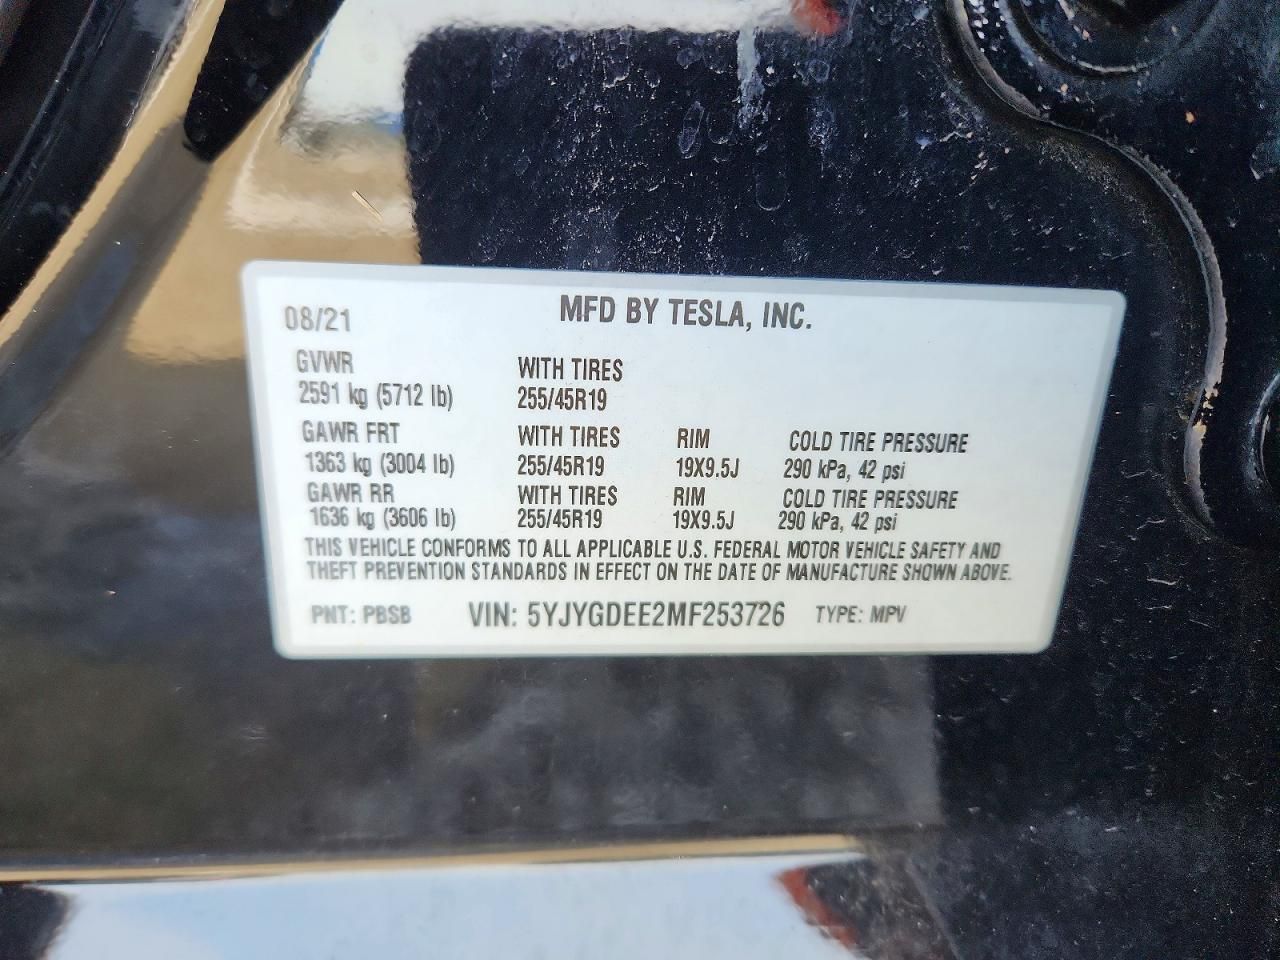 08/21 MFD BY TESLA, INC.
GVWR WITH TIRES
2591 kg (5712 lb) 255/45R19
GAWR FRT WITH TIRES RIM COLD TIRE PRESSURE
1363 kg (3004 lb) 255/45R19 19X9.5J 290 kPa, 42 psi
GAWR RR WITH TIRES RIM COLD TIRE PRESSURE
1636 kg (3606 lb) 255/45R19 19X9.5J 290 kPa, 42 psi
THIS VEHICLE CONFORMS TO ALL APPLICABLE U.S. FEDERAL MOTOR VEHICLE SAFETY AND
THEFT PREVENTION STANDARDS IN EFFECT ON THE DATE OF MANUFACTURE SHOWN ABOVE.
PNT: PBSB VIN: 5YJYGDEE2MF253726 TYPE: MPV